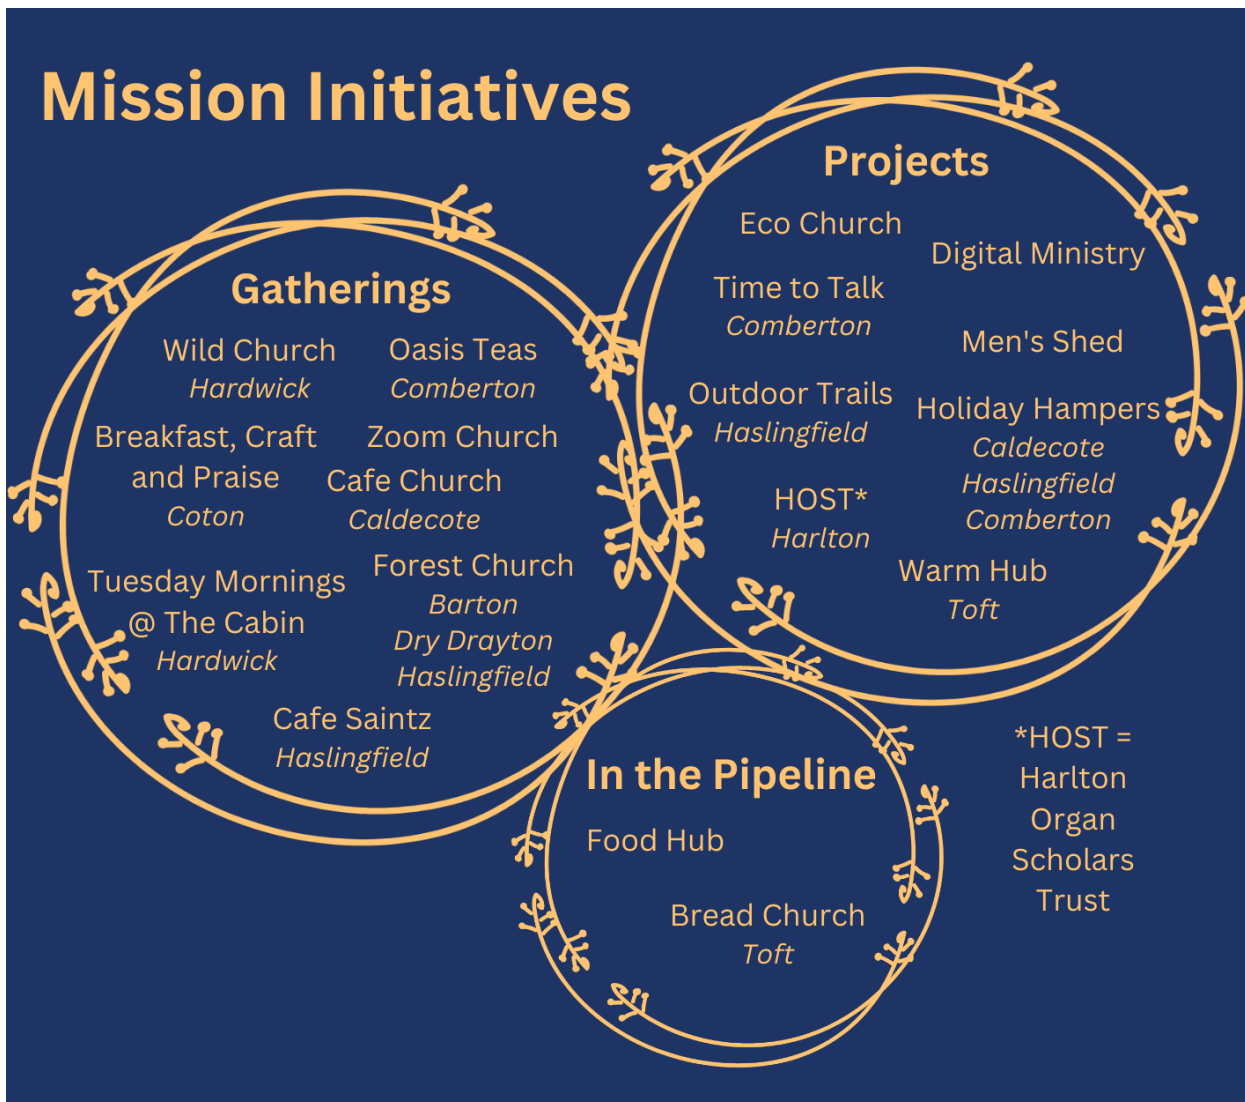 Mission Initiatives
Gatherings
Wild Church
Hardwick
Oasis Teas
Comberton
Breakfast, Craft
and Praise
Coton
Zoom Church
Cafe Church
Caldecote
Tuesday Mornings
@ The Cabin
Hardwick
Forest Church
Barton
Dry Drayton
Haslingfield
Cafe Saintz
Haslingfield
Projects
Eco Church
Digital Ministry
Time to Talk
Comberton
Men's Shed
Outdoor Trails
Haslingfield
Holiday Hampers
Caldecote
Haslingfield
Comberton
HOST*
Harlton
Warm Hub
Toft
In the Pipeline
Food Hub
Bread Church
Toft
*HOST =
Harlton
Organ
Scholars
Trust